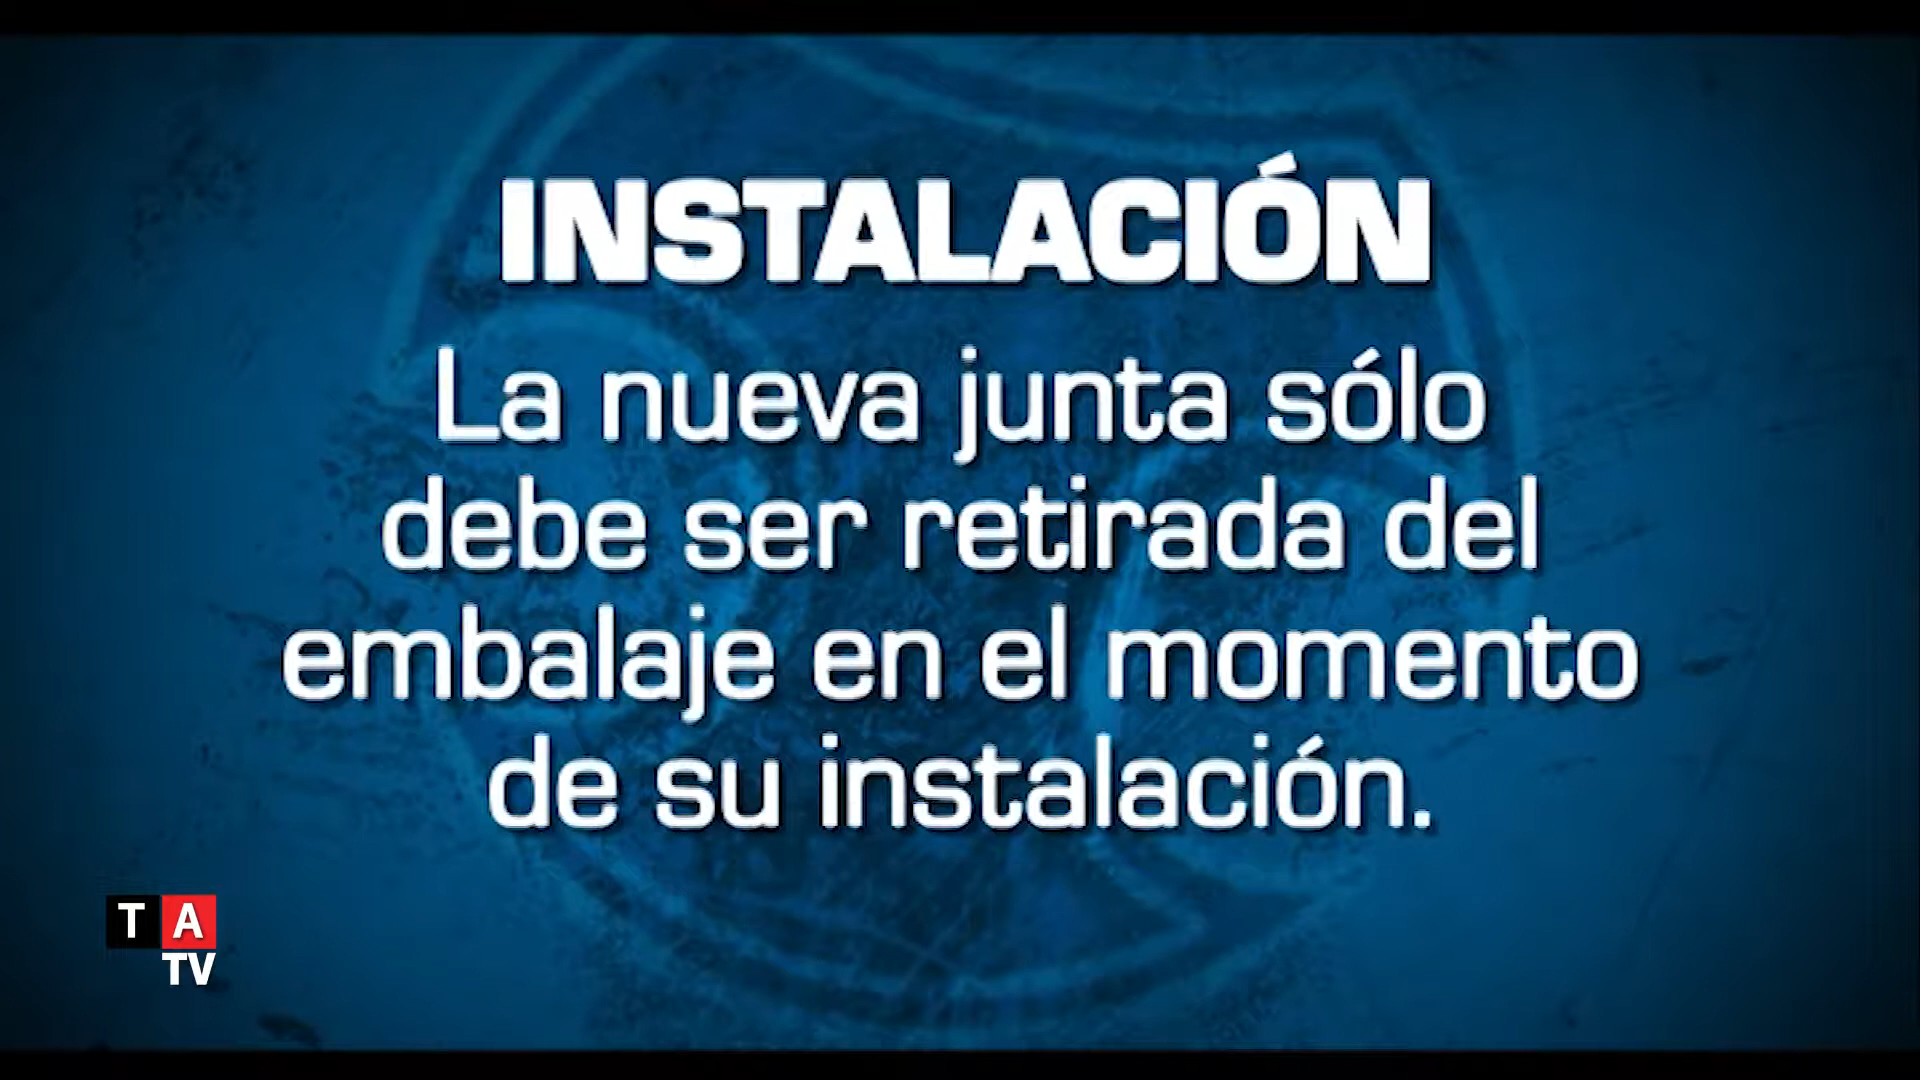 INSTALACIÓN
La nueva junta sólo
debe ser retirada del
embalaje en el momento
de su instalación.
T A
TV